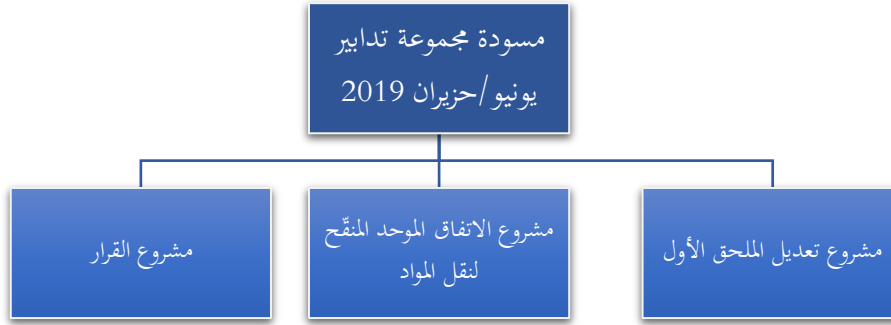 مسودة مجموعة تدابير
يونيو/حزيران 2019
مشروع تعديل الملحق الأول
مشروع الاتفاق الموحد المنقّح
لنقل المواد
مشروع القرار